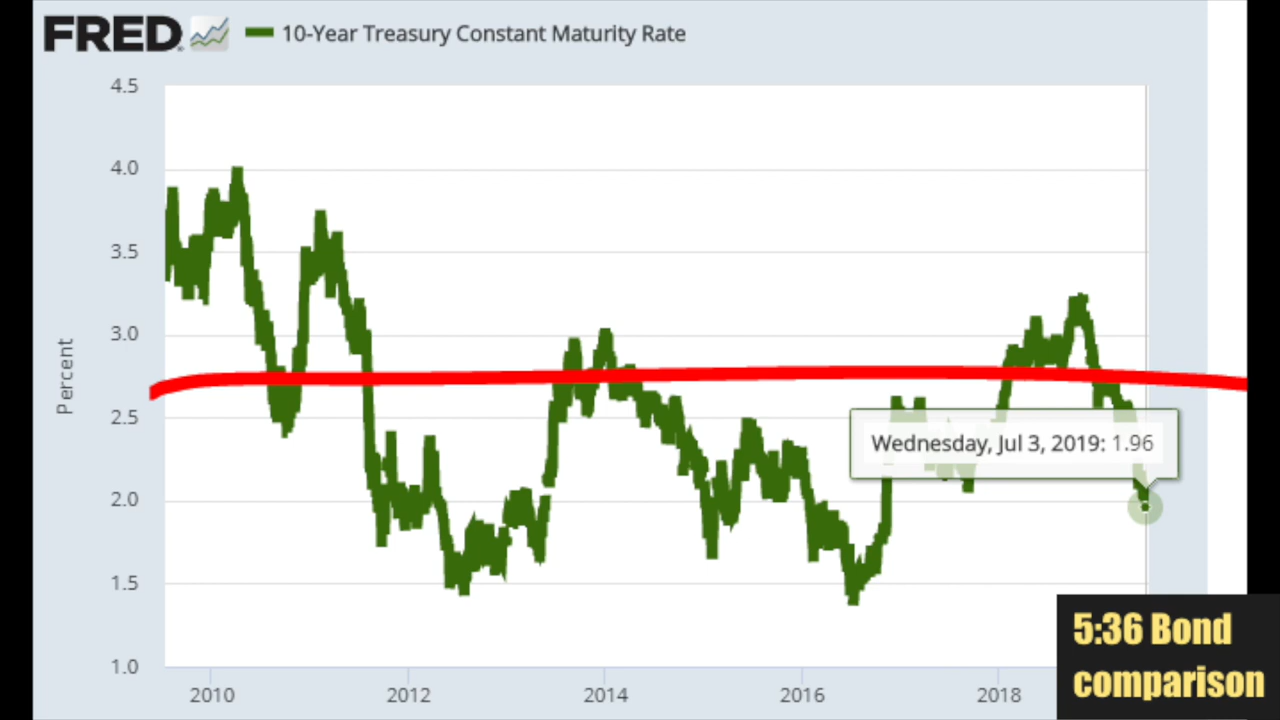 FRED
10-Year Treasury Constant Maturity Rate
4.5
4.0
3.5
3.0
2.5
2.0
1.5
1.0
Percent
Wednesday, Jul 3, 2019: 1.96
2010
2012
2014
2016
2018
5:36 Bond
comparison